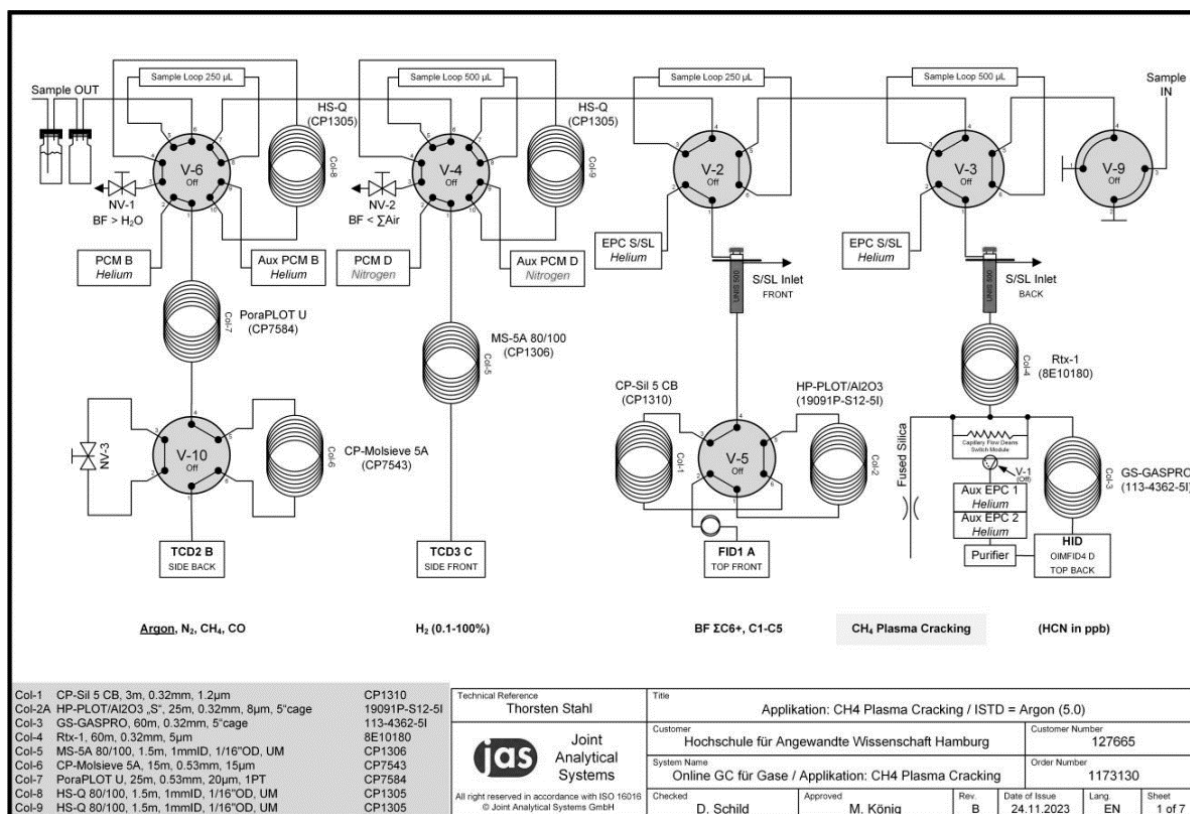 Sample OUT
Sample Loop 250 µL
HS-Q
(CP1305)
Col-8
V-6
Off
NV-1
BF > H2O
PCM B
Helium
Aux PCM B
Helium
PoraPLOT U
(CP7584)
Col-7
NV-3
V-10
Off
Col-6
CP-Molsieve 5A
(CP7543)
TCD2 B
SIDE BACK
Argon, N2, CH4, CO
Sample Loop 500 µL
HS-Q
(CP1305)
Col-9
V-4
Off
NV-2
BF < ∑Air
PCM D
Nitrogen
Aux PCM D
Nitrogen
MS-5A 80/100
(CP1306)
Col-5
TCD3 C
SIDE FRONT
H2 (0.1-100%)
Sample Loop 250 µL
V-2
Off
EPC S/SL
Helium
UNIS 500
S/SL Inlet
FRONT
CP-Sil 5 CB
(CP1310)
Col-1
HP-PLOT/Al2O3
(19091P-S12-5I)
Col-2
V-5
Off
FID1 A
TOP FRONT
BF ΣC6+, C1-C5
Sample Loop 500 µL
V-3
Off
EPC S/SL
Helium
UNIS 500
S/SL Inlet
BACK
Sample
IN
V-9
Off
Rtx-1
(8E10180)
Col-4
Fused Silica
Capillary Flow Deans
Switch Module
V-1
(Off)
Aux EPC 1
Helium
Aux EPC 2
Helium
Purifier
GS-GASPRO
(113-4362-5I)
Col-3
HID
OIMFID4 D
TOP BACK
CH4 Plasma Cracking
(HCN in ppb)
Col-1 CP-Sil 5 CB, 3m, 0.32mm, 1.2µm CP1310
Col-2A HP-PLOT/Al2O3 „S“, 25m, 0.32mm, 8µm, 5“cage 19091P-S12-5I
Col-3 GS-GASPRO, 60m, 0.32mm, 5“cage 113-4362-5I
Col-4 Rtx-1, 60m, 0.32mm, 5µm 8E10180
Col-5 MS-5A 80/100, 1.5m, 1mmID, 1/16"OD, UM CP1306
Col-6 CP-Molsieve 5A, 15m, 0.53mm, 15µm CP7543
Col-7 PoraPLOT U, 25m, 0.53mm, 20µm, 1PT CP7584
Col-8 HS-Q 80/100, 1.5m, 1mmID, 1/16"OD, UM CP1305
Col-9 HS-Q 80/100, 1.5m, 1mmID, 1/16"OD, UM CP1305
Technical Reference
Thorsten Stahl
jas
Joint
Analytical
Systems
All right reserved in accordance with ISO 16016
© Joint Analytical Systems GmbH
Title
Applikation: CH4 Plasma Cracking / ISTD = Argon (5.0)
Customer
Hochschule für Angewandte Wissenschaft Hamburg
Customer Number
127665
System Name
Online GC für Gase / Applikation: CH4 Plasma Cracking
Order Number
1173130
Checked
D. Schild
Approved
M. König
Rev.
B
Date of Issue
24.11.2023
Lang.
EN
Sheet
1 of 7